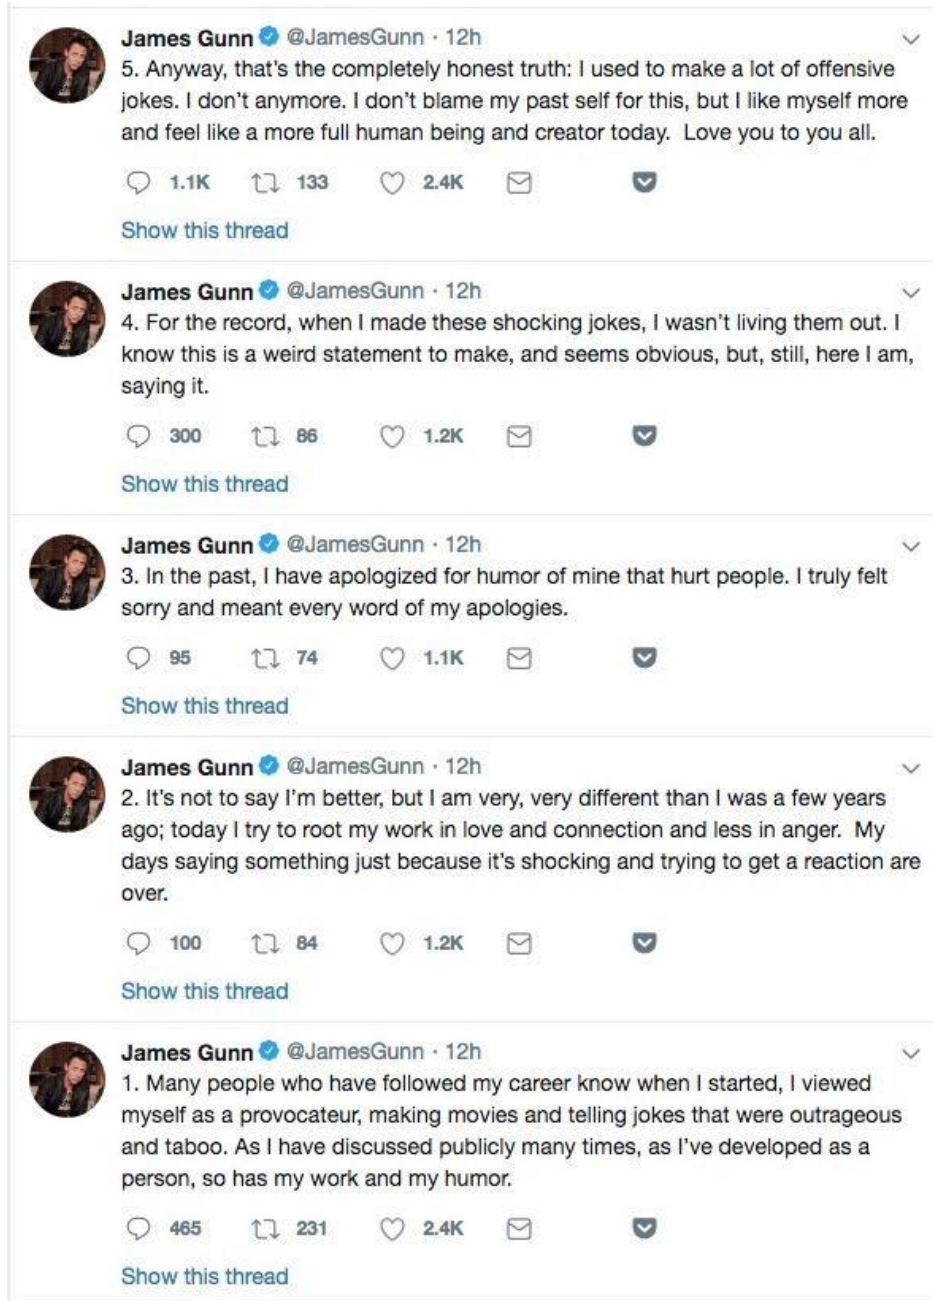 James Gunn @JamesGunn · 12h
5. Anyway, that's the completely honest truth: I used to make a lot of offensive
jokes. I don't anymore. I don't blame my past self for this, but I like myself more
and feel like a more full human being and creator today.  Love you to you all.
1.1K 133 2.4K
Show this thread
James Gunn @JamesGunn · 12h
4. For the record, when I made these shocking jokes, I wasn't living them out. I
know this is a weird statement to make, and seems obvious, but, still, here I am,
saying it.
300 86 1.2K
Show this thread
James Gunn @JamesGunn · 12h
3. In the past, I have apologized for humor of mine that hurt people. I truly felt
sorry and meant every word of my apologies.
95 74 1.1K
Show this thread
James Gunn @JamesGunn · 12h
2. It's not to say I'm better, but I am very, very different than I was a few years
ago; today I try to root my work in love and connection and less in anger.  My
days saying something just because it's shocking and trying to get a reaction are
over.
100 84 1.2K
Show this thread
James Gunn @JamesGunn · 12h
1. Many people who have followed my career know when I started, I viewed
myself as a provocateur, making movies and telling jokes that were outrageous
and taboo. As I have discussed publicly many times, as I've developed as a
person, so has my work and my humor.
465 231 2.4K
Show this thread